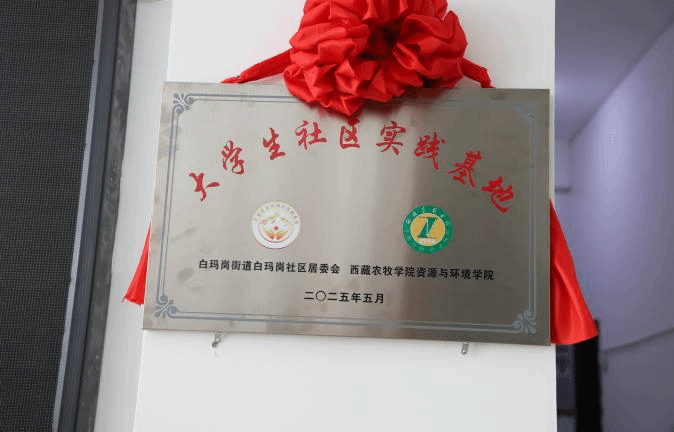 大学生社区实践基地
白玛岗街道白玛岗社区居委会 西藏农牧学院资源与环境学院
二〇二五年五月